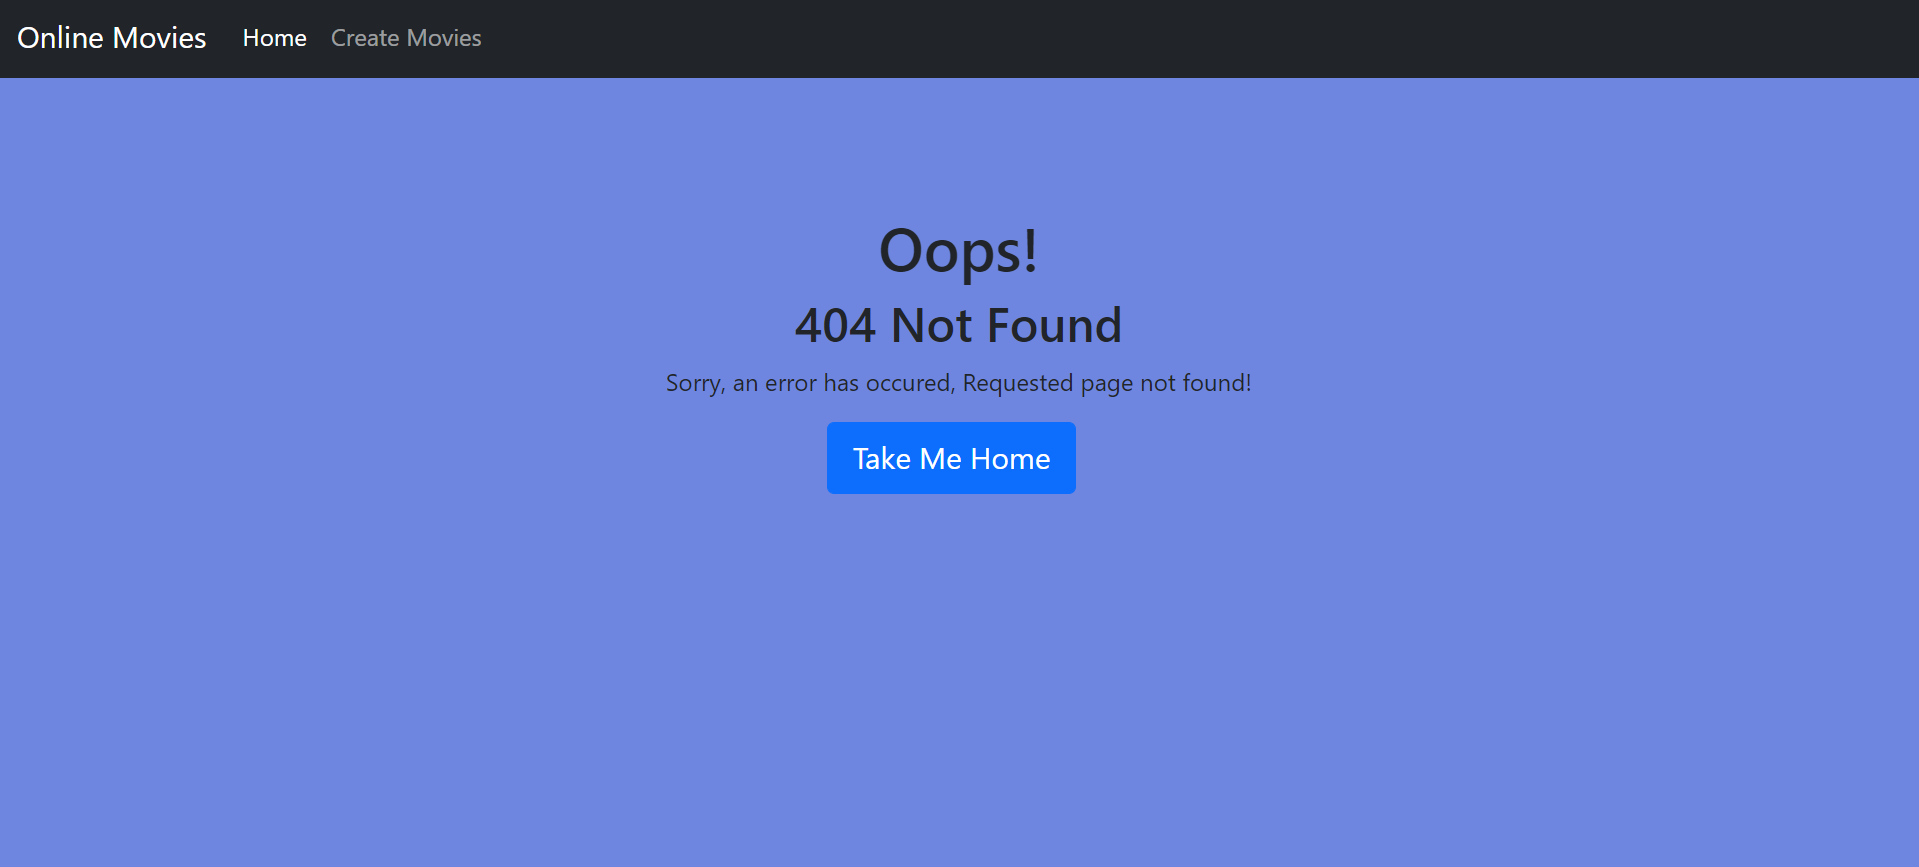 Online Movies Home Create Movies
Oops!
404 Not Found
Sorry, an error has occured, Requested page not found!
Take Me Home